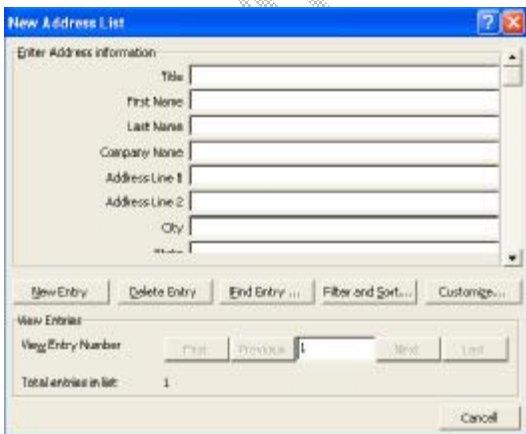 New Address List
Enter Address information
Title
First Name
Last Name
Company Name
Address Line 1
Address Line 2
City
State
New Entry Delete Entry Find Entry ... Filter and Sort... Customize...
View Entries
View Entry Number First Previous 1 Next Last
Total entries in list: 1
Cancel